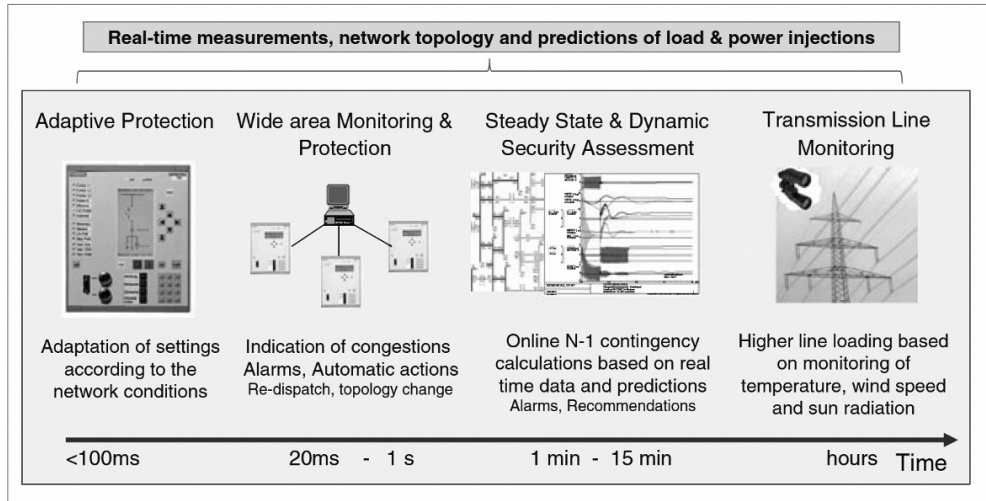 Real-time measurements, network topology and predictions of load & power injections
Adaptive Protection
Adaptation of settings
according to the
network conditions
Wide area Monitoring &
Protection
Indication of congestions
Alarms, Automatic actions
Re-dispatch, topology change
Steady State & Dynamic
Security Assessment
Online N-1 contingency
calculations based on real
time data and predictions
Alarms, Recommendations
Transmission Line
Monitoring
Higher line loading based
on monitoring of
temperature, wind speed
and sun radiation
<100ms
20ms - 1 s
1 min - 15 min
hours
Time